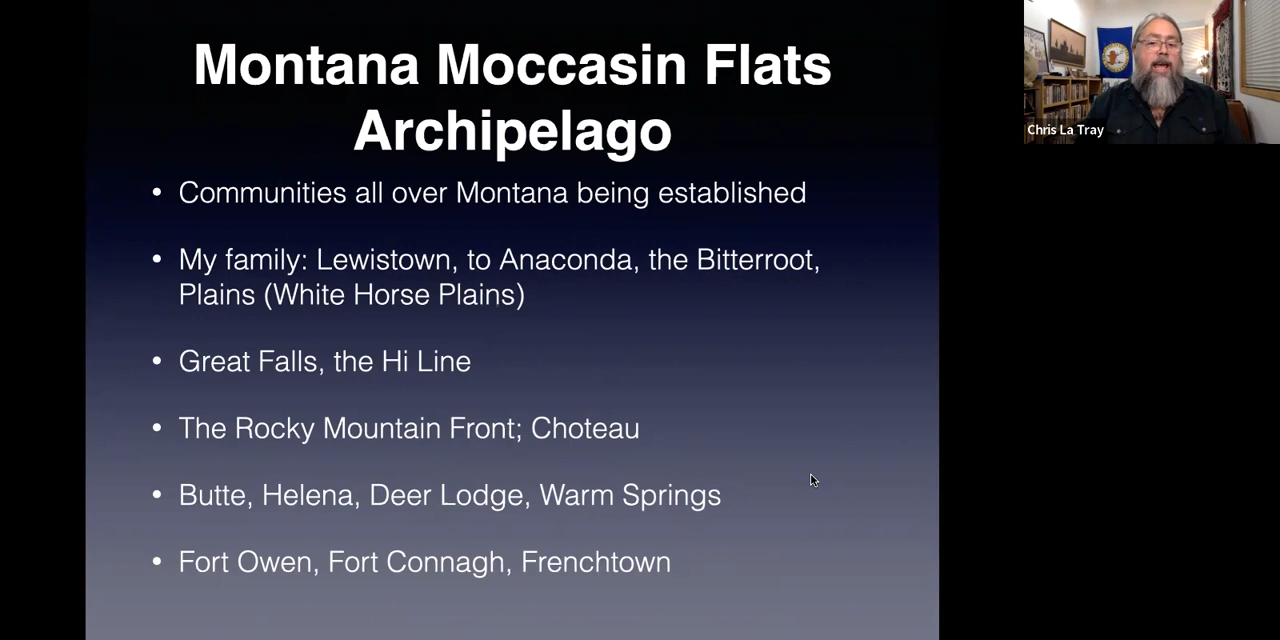 Montana Moccasin Flats
Archipelago
• Communities all over Montana being established
• My family: Lewistown, to Anaconda, the Bitterroot,
Plains (White Horse Plains)
• Great Falls, the Hi Line
• The Rocky Mountain Front; Choteau
• Butte, Helena, Deer Lodge, Warm Springs
• Fort Owen, Fort Connagh, Frenchtown
Chris La Tray